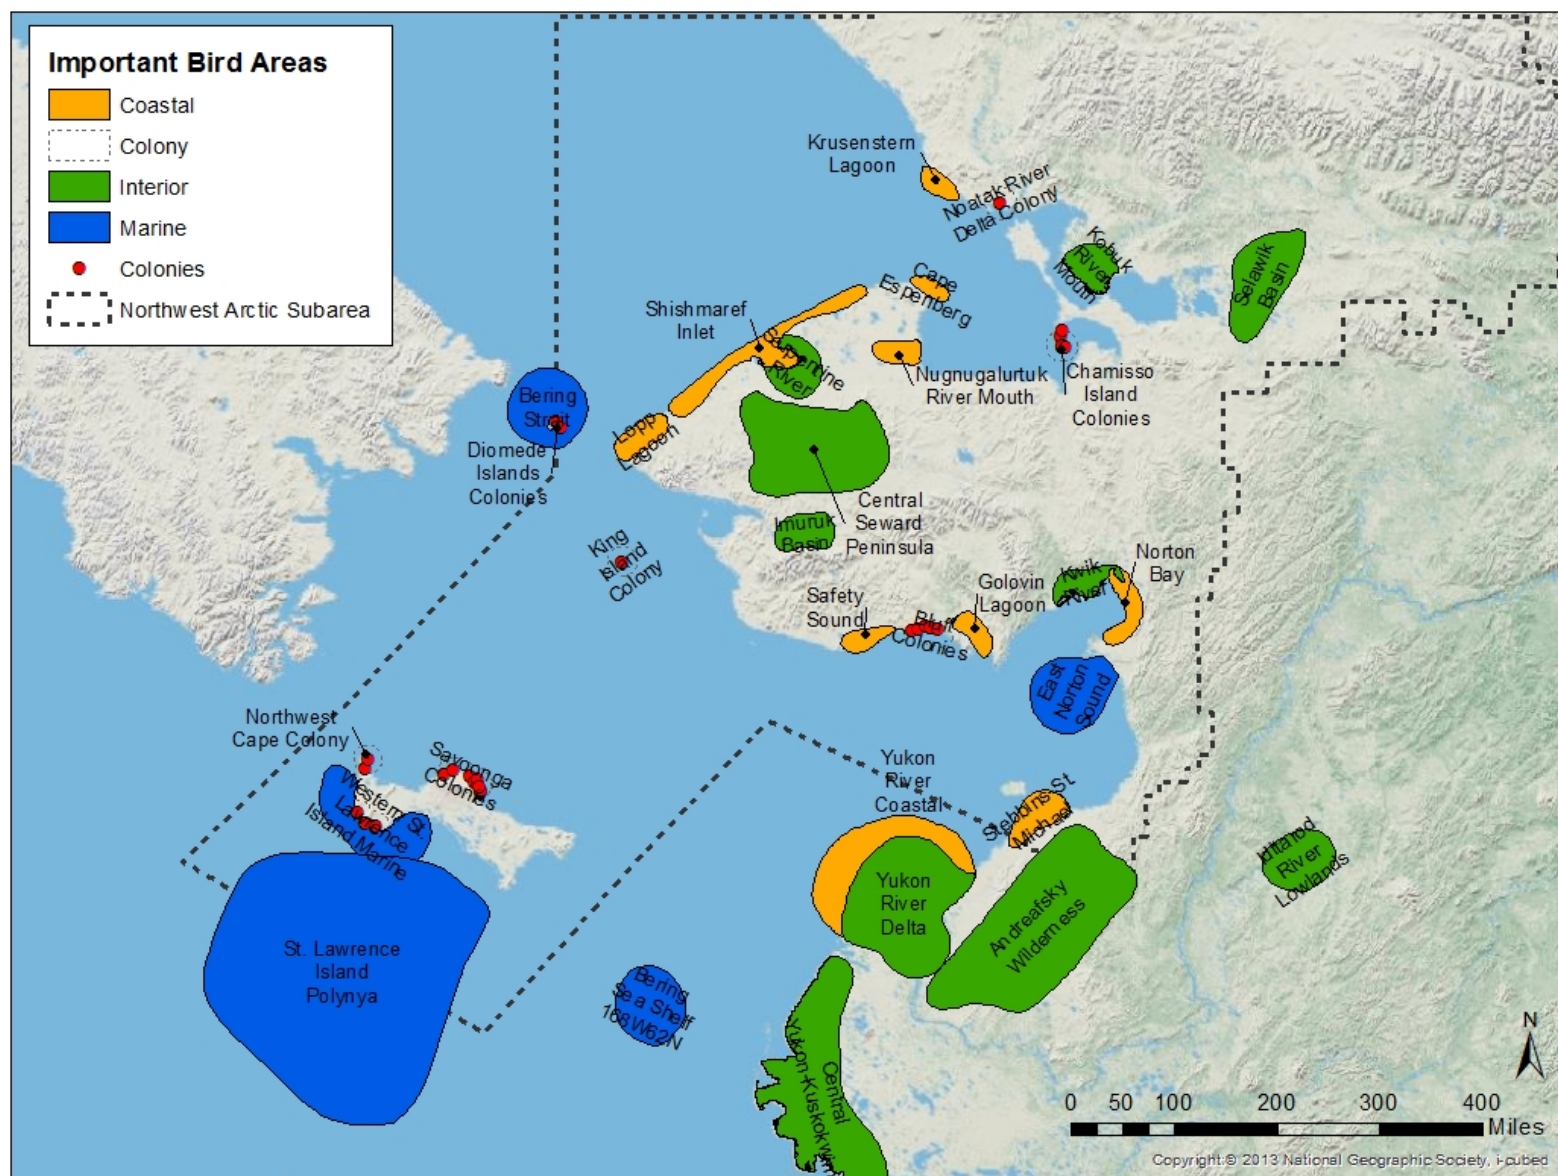 Important Bird Areas
Coastal
Colony
Interior
Marine
Colonies
Northwest Arctic Subarea
Krusenstern
Lagoon
Noatak River
Delta Colony
Kobuk
River
Mouth
Selawik
Basin
Cape
Espenberg
Shishmaref
Inlet
Serpentine
River
Nugnugalurtuk
River Mouth
Chamisso
Island
Colonies
Bering
Strait
Diomede
Islands
Colonies
Lopp
Lagoon
Central
Seward
Peninsula
Imuruk
Basin
King
Island
Colony
Norton
Bay
Kwik
River
Golovin
Lagoon
Safety
Sound
Bluff
Colonies
East
Norton
Sound
Northwest
Cape Colony
Savoonga
Colonies
Western St.
Lawrence
Island Marine
Yukon
River
Coastal
Stebbins St.
Michael
Yukon
River
Delta
Andreafsky
Wilderness
Iditarod
River
Lowlands
St. Lawrence
Island
Polynya
Bering
Sea Shelf
168W62N
Central
Yukon-Kuskokwim
N
0 50 100 200 300 400
Miles
Copyright:© 2013 National Geographic Society, i-cubed